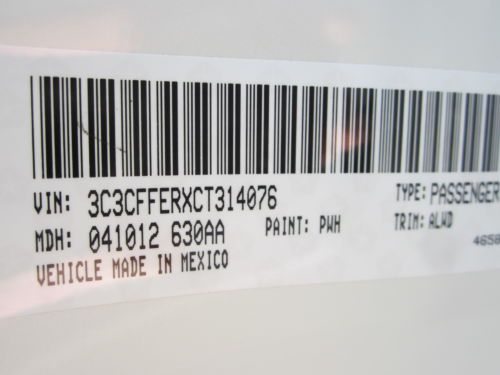 VIN: 3C3CFFERXCT314076 TYPE: PASSENGER
MDH: 041012 630AA PAINT: PWH TRIM: ALWD
VEHICLE MADE IN MEXICO